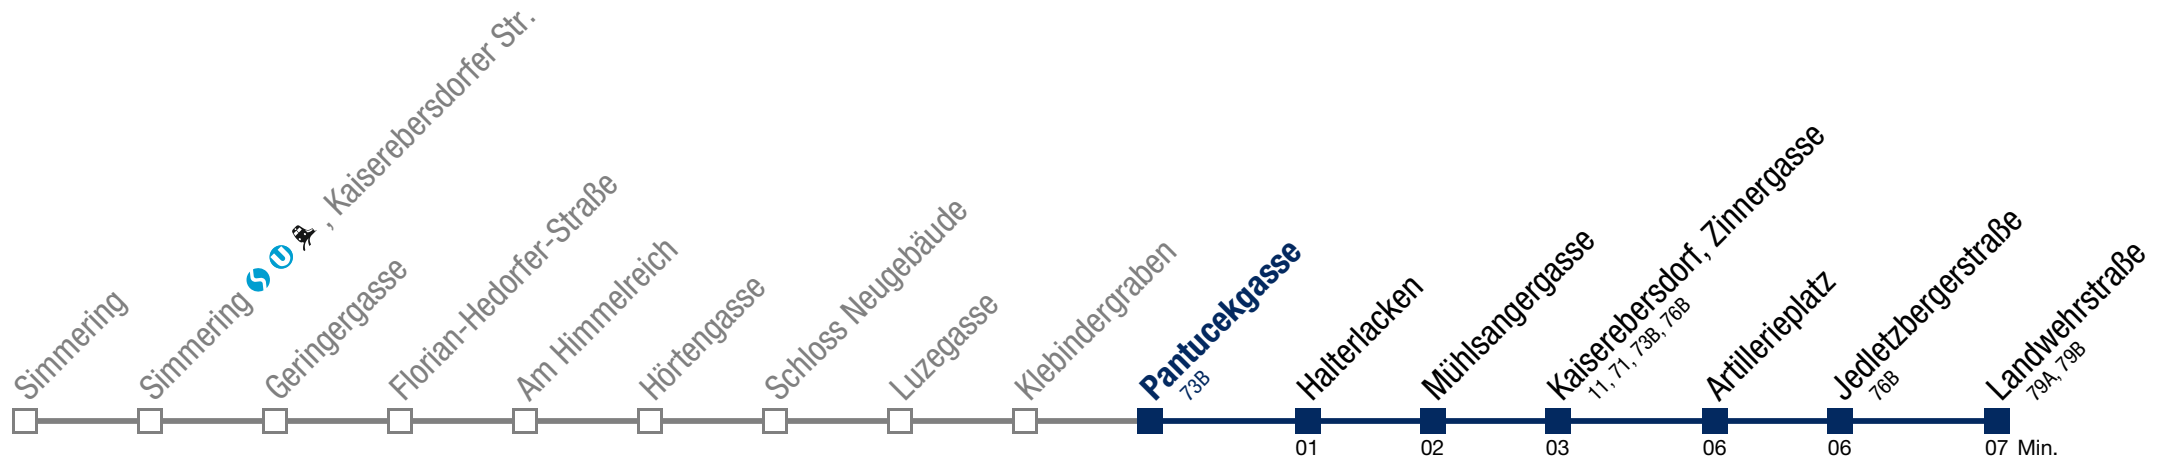 Simmering
Simmering S U , Kaiserebersdorfer Str.
Geringergasse
Florian-Hedorfer-Straße
Am Himmelreich
Hörtengasse
Schloss Neugebäude
Luzegasse
Klebindergraben
Pantucekgasse
73B
Halterlacken
Mühlsangergasse
Kaiserebersdorf, Zinnergasse
11, 71, 73B, 76B
Artillerieplatz
Jedletzbergerstraße
76B
Landwehrstraße
79A, 79B
01 02 03 06 06 07 Min.